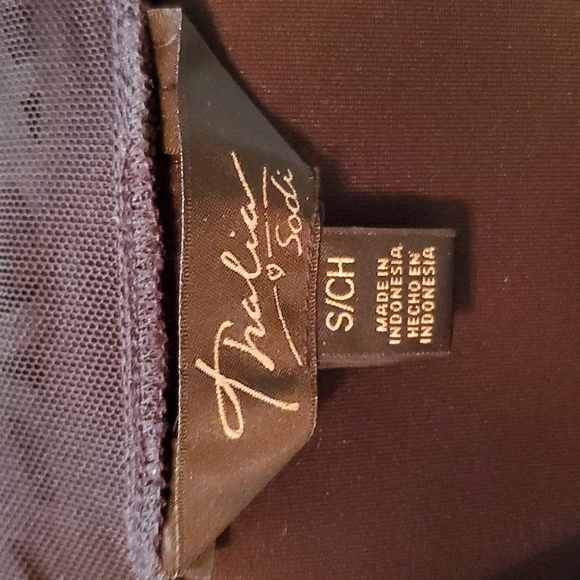 Thalia
Sodi
S/CH
MADE IN
INDONESIA
HECHO EN
INDONESIA